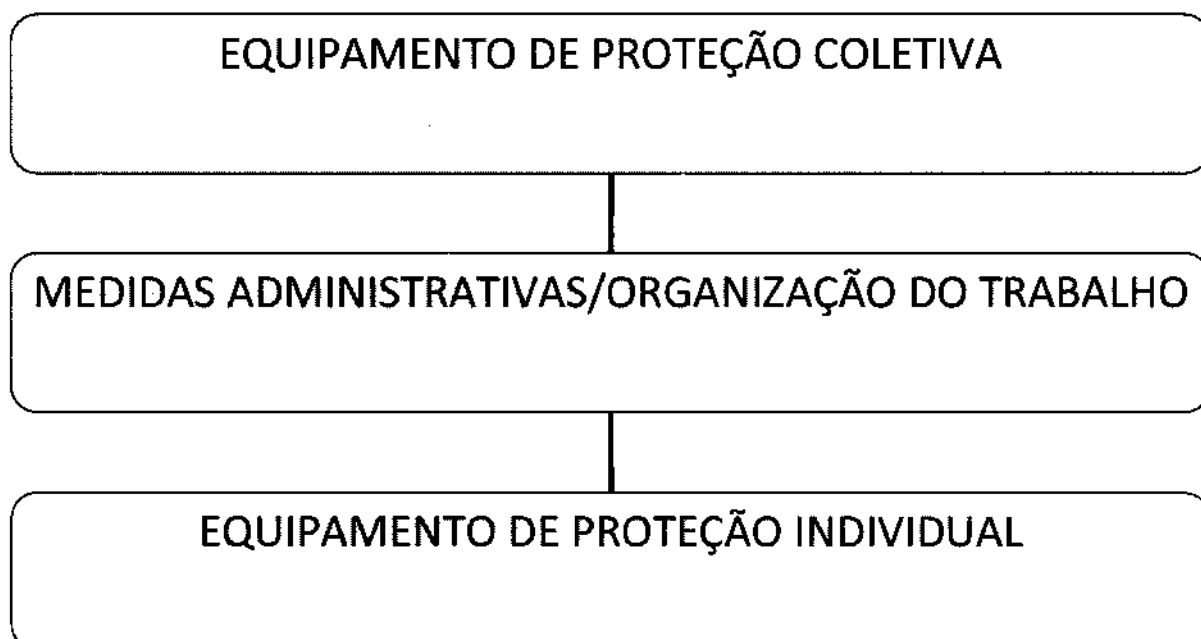 EQUIPAMENTO DE PROTEÇÃO COLETIVA
MEDIDAS ADMINISTRATIVAS/ORGANIZAÇÃO DO TRABALHO
EQUIPAMENTO DE PROTEÇÃO INDIVIDUAL